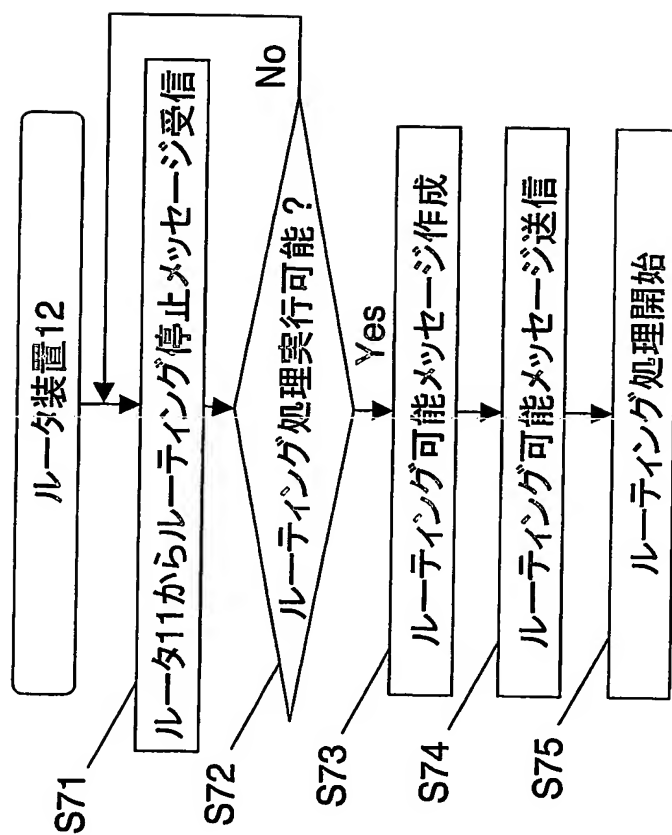 ルータ装置12
S71
ルータ11からルーティング停止メッセージ受信
S72
ルーティング処理実行可能？
No
Yes
S73
ルーティング可能メッセージ作成
S74
ルーティング可能メッセージ送信
S75
ルーティング処理開始